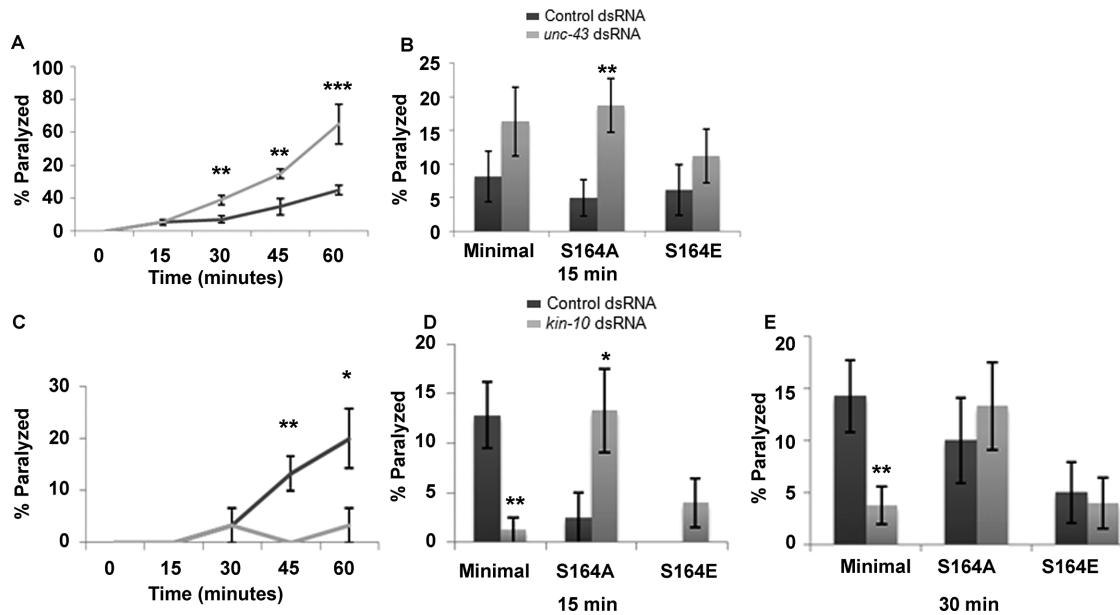 Control dsRNA
unc-43 dsRNA
A
% Paralyzed
100
80
20
40
0
***
**
**
0 15 30 45 60
Time (minutes)
B
% Paralyzed
25
20
15
10
5
0
**
Minimal S164A S164E
15 min
Control dsRNA
kin-10 dsRNA
C
% Paralyzed
30
20
10
0
**
*
0 15 30 45 60
Time (minutes)
D
% Paralyzed
20
15
10
5
0
**
*
Minimal S164A S164E
15 min
E
% Paralyzed
20
15
10
5
0
**
Minimal S164A S164E
30 min